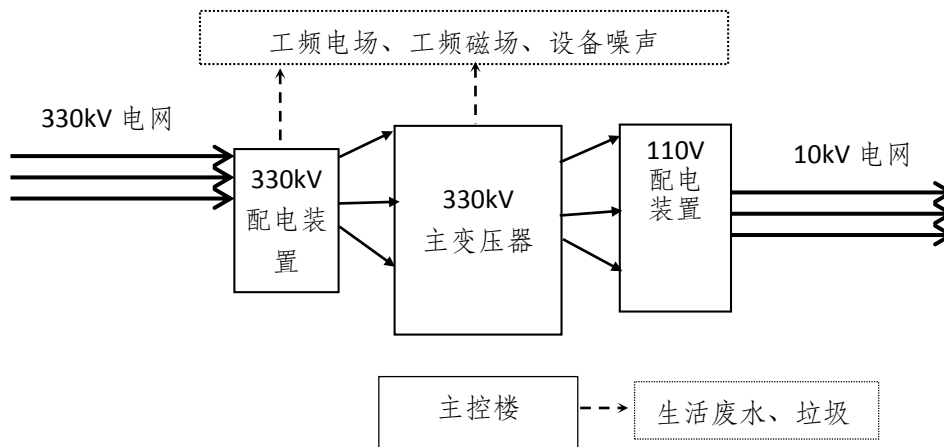 工频电场、工频磁场、设备噪声
330kV 电网
330kV
配电装
置
330kV
主变压器
110V
配电
装置
10kV 电网
主控楼
生活废水、垃圾